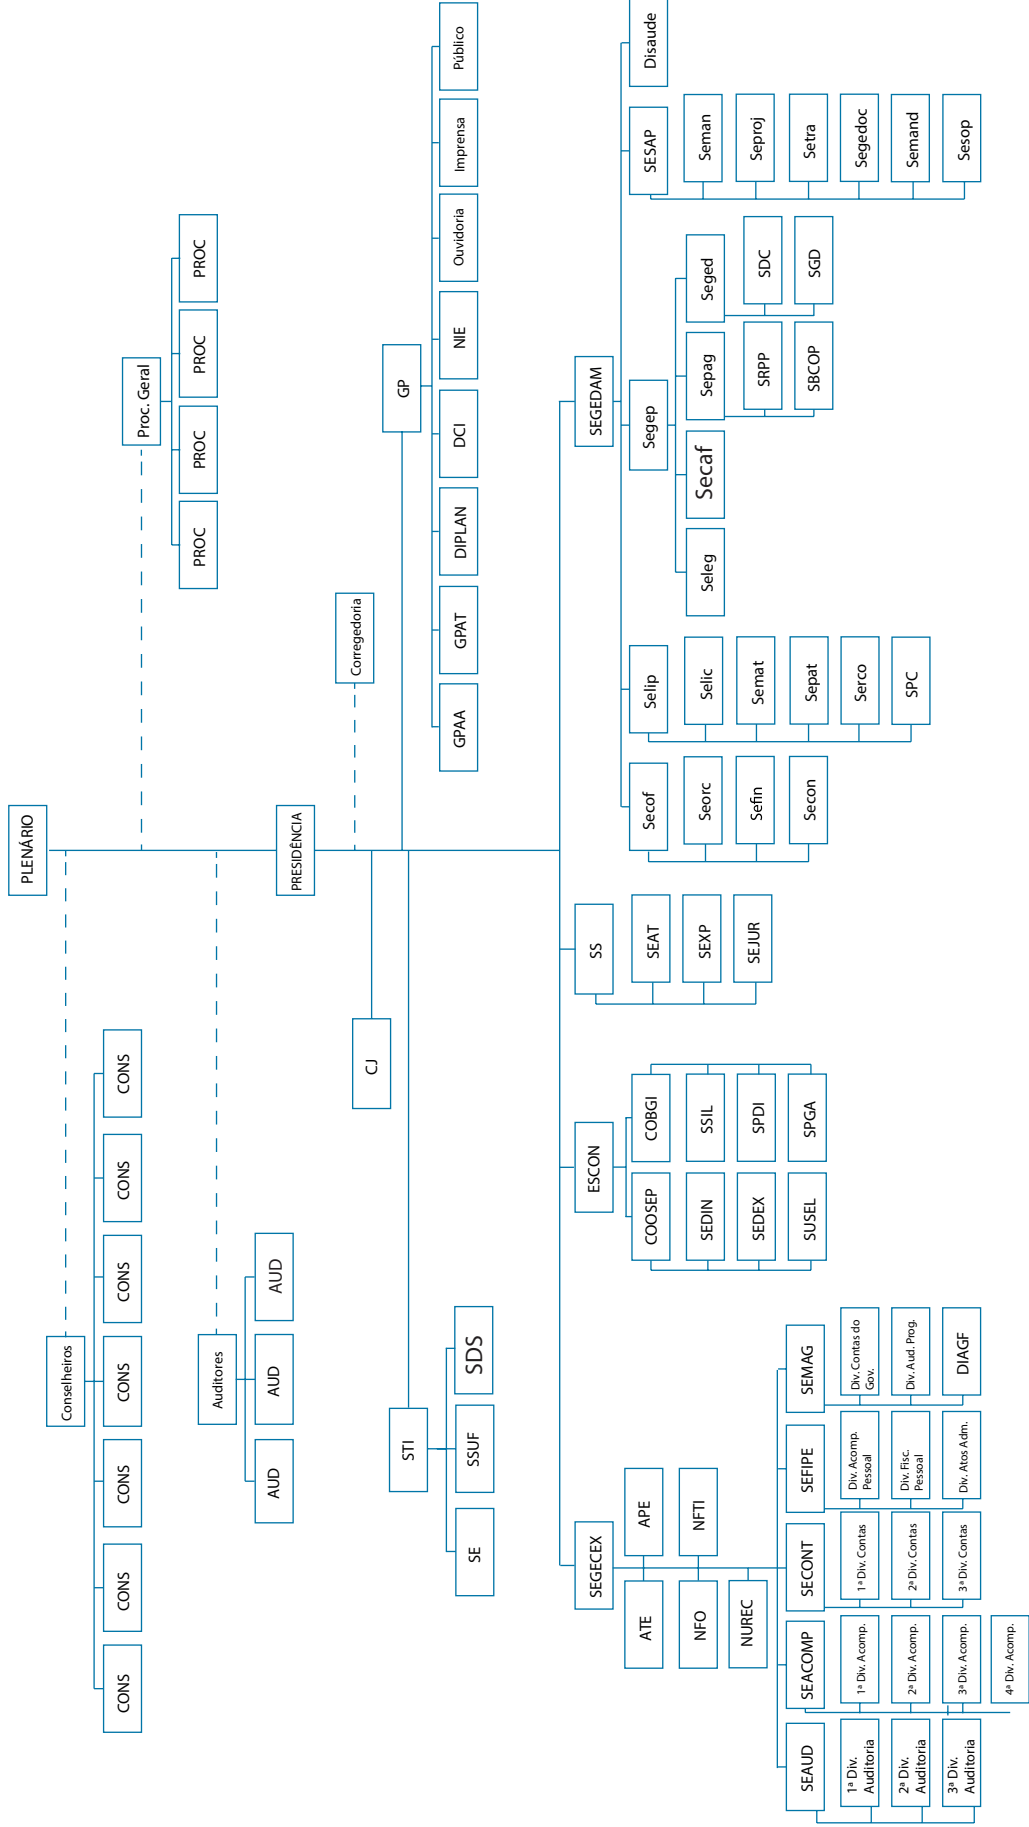 PLENÁRIO
Conselheiros
CONS
CONS
CONS
CONS
CONS
CONS
CONS
Proc. Geral
PROC
PROC
PROC
PROC
Auditores
AUD
AUD
AUD
PRESIDÊNCIA
Corregedoria
CJ
GP
GPAA
GPAT
DIPLAN
DCI
NIE
Ouvidoria
Imprensa
Público
STI
SE
SSUF
SDS
SEGECEX
ATE
APE
NFO
NFTI
NUREC
SEAUD
1ª Div.
Auditoria
2ª Div.
Auditoria
3ª Div.
Auditoria
SEACOMP
1ª Div. Acomp.
2ª Div. Acomp.
3ª Div. Acomp.
4ª Div. Acomp.
SECONT
1ª Div. Contas
2ª Div. Contas
3ª Div. Contas
SEFIPE
Div. Acomp.
Pessoal
Div. Fisc.
Pessoal
Div. Atos Adm.
SEMAG
Div. Contas do
Gov.
Div. Aud. Prog.
DIAGF
ESCON
COOSEP
SEDIN
SEDEX
SUSEL
COBGI
SSIL
SPDI
SPGA
SS
SEAT
SEXP
SEJUR
SEGEDAM
Secof
Seorc
Sefin
Secon
Selip
Selic
Semat
Sepat
Serco
SPC
Segep
Seleg
Secaf
Sepag
SRPP
SBCOP
Seged
SDC
SGD
SESAP
Seman
Seproj
Setra
Segedoc
Semand
Sesop
Disaude